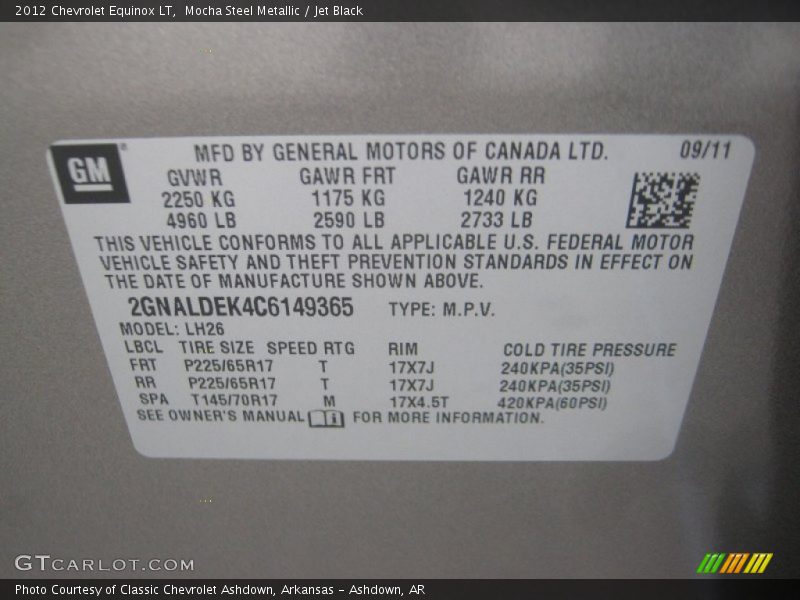 2012 Chevrolet Equinox LT,  Mocha Steel Metallic / Jet Black
GM
MFD BY GENERAL MOTORS OF CANADA LTD. 09/11
GVWR GAWR FRT GAWR RR
2250 KG 1175 KG 1240 KG
4960 LB 2590 LB 2733 LB
THIS VEHICLE CONFORMS TO ALL APPLICABLE U.S. FEDERAL MOTOR
VEHICLE SAFETY AND THEFT PREVENTION STANDARDS IN EFFECT ON
THE DATE OF MANUFACTURE SHOWN ABOVE.
2GNALDEK4C6149365 TYPE: M.P.V.
MODEL: LH26
LBCL TIRE SIZE SPEED RTG RIM COLD TIRE PRESSURE
FRT P225/65R17 T 17X7J 240KPA(35PSI)
RR P225/65R17 T 17X7J 240KPA(35PSI)
SPA T145/70R17 M 17X4.5T 420KPA(60PSI)
SEE OWNER'S MANUAL FOR MORE INFORMATION.
GTCARLOT.COM
Photo Courtesy of Classic Chevrolet Ashdown, Arkansas - Ashdown, AR